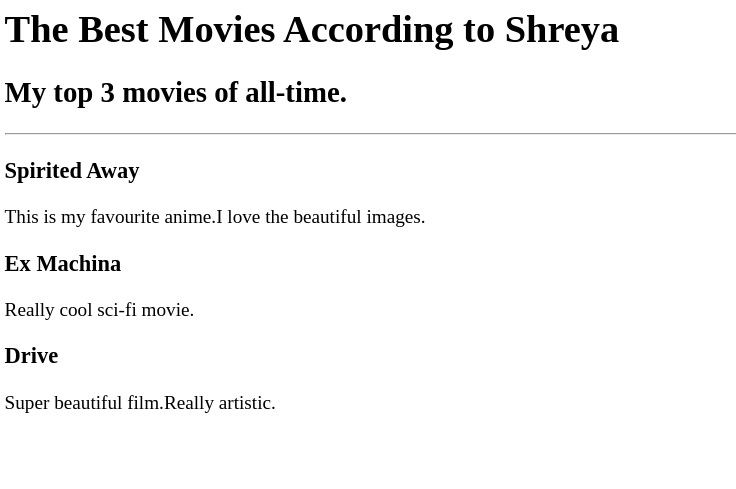 The Best Movies According to Shreya
My top 3 movies of all-time.
Spirited Away
This is my favourite anime.I love the beautiful images.
Ex Machina
Really cool sci-fi movie.
Drive
Super beautiful film.Really artistic.